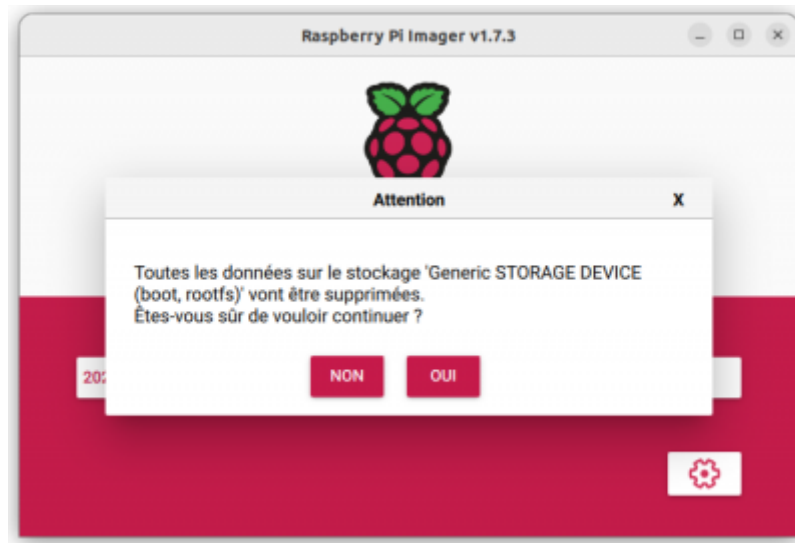 Raspberry Pi Imager v1.7.3
Attention
X
Toutes les données sur le stockage 'Generic STORAGE DEVICE
(boot, rootfs)' vont être supprimées.
Êtes-vous sûr de vouloir continuer ?
NON
OUI